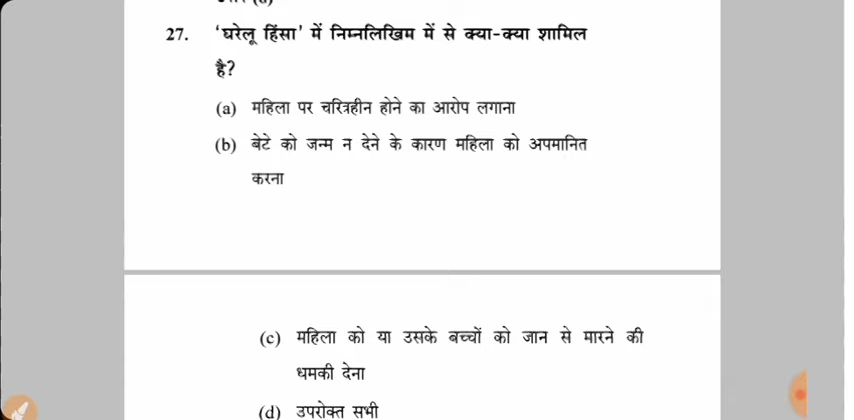 27. ‘घरेलू हिंसा’ में निम्नलिखिम में से क्या-क्या शामिल
है?
(a) महिला पर चरित्रहीन होने का आरोप लगाना
(b) बेटे को जन्म न देने के कारण महिला को अपमानित
करना
(c) महिला को या उसके बच्चों को जान से मारने की
धमकी देना
(d) उपरोक्त सभी